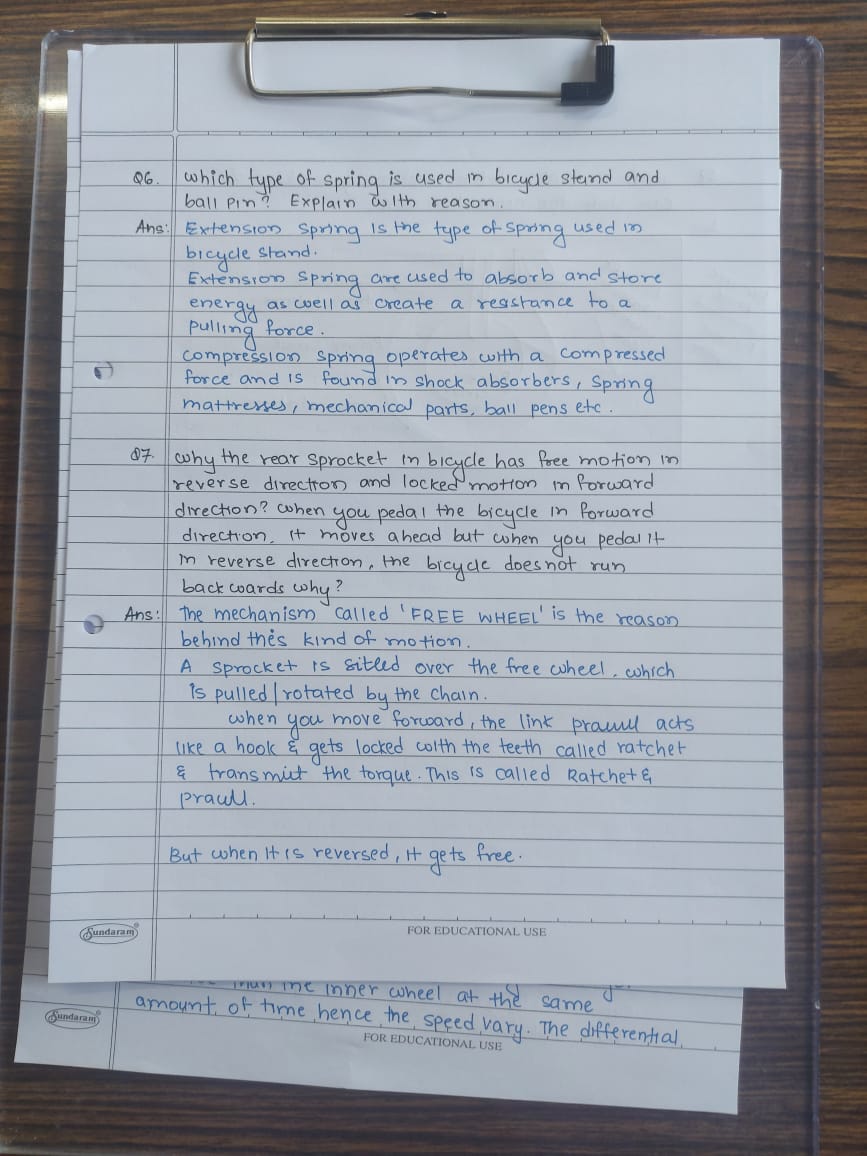 Q6. which type of spring is used in bicycle stand and
ball pin? Explain with reason.
Ans: Extension spring is the type of spring used in
bicycle stand.
Extension spring are used to absorb and store
energy as well as create a resstance to a
pulling force.
compression spring operates with a compressed
force and is found in shock absorbers, spring
mattresses, mechanical parts, ball pens etc.
Q7. why the rear sprocket in bicycle has free motion in
reverse direction and locked motion in forward
direction? when you pedal the bicycle in forward
direction, it moves ahead but when you pedal it
in reverse direction, the bicycle does not run
backwards why?
Ans: The mechanism called 'FREE WHEEL' is the reason
behind this kind of motion.
A sprocket is sitled over the free wheel, which
is pulled/rotated by the chain.
when you move forward, the link prawll acts
like a hook & gets locked with the teeth called ratchet
& transmit the torque. This is called Ratchet &
prawll.
But when it is reversed, it gets free.
Sundaram
FOR EDUCATIONAL USE
than the inner wheel at the same
amount of time hence the speed vary. The differential
Sundaram
FOR EDUCATIONAL USE